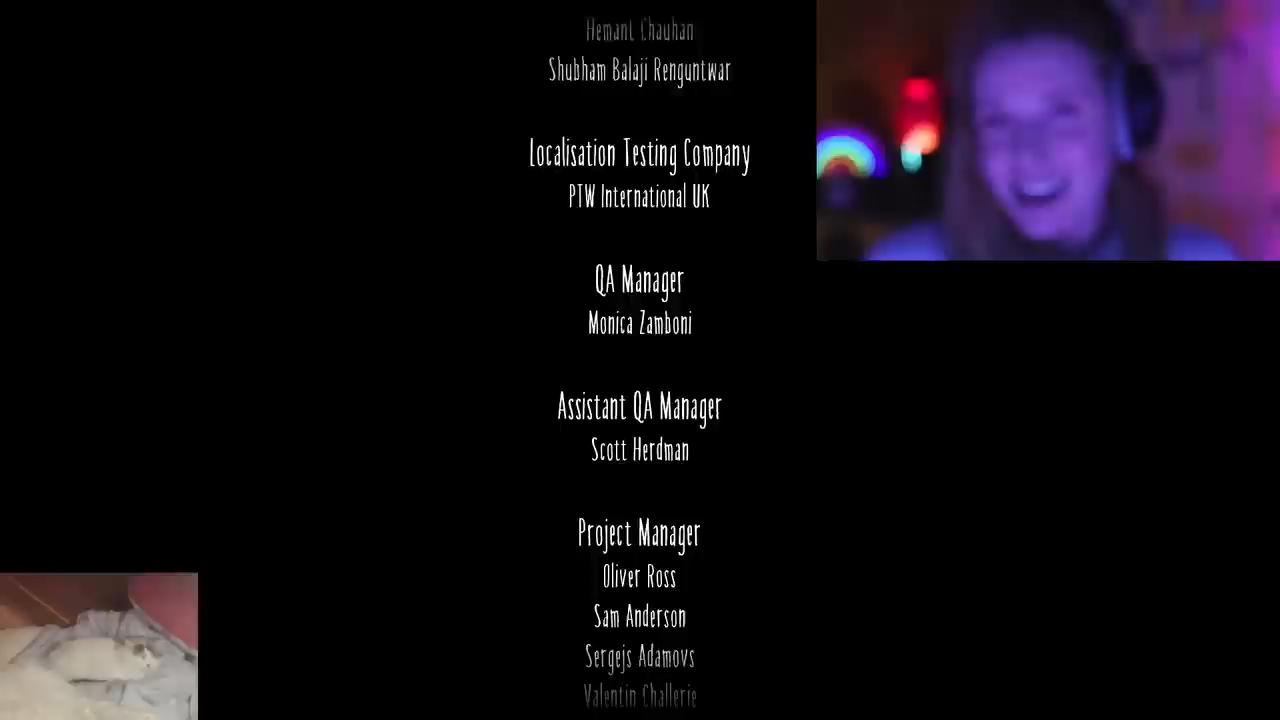 Hemant Chauhan
Shubham Balaji Renguntwar
Localisation Testing Company
PTW International UK
QA Manager
Monica Zamboni
Assistant QA Manager
Scott Herdman
Project Manager
Oliver Ross
Sam Anderson
Sergejs Adamovs
Valentin Challerie